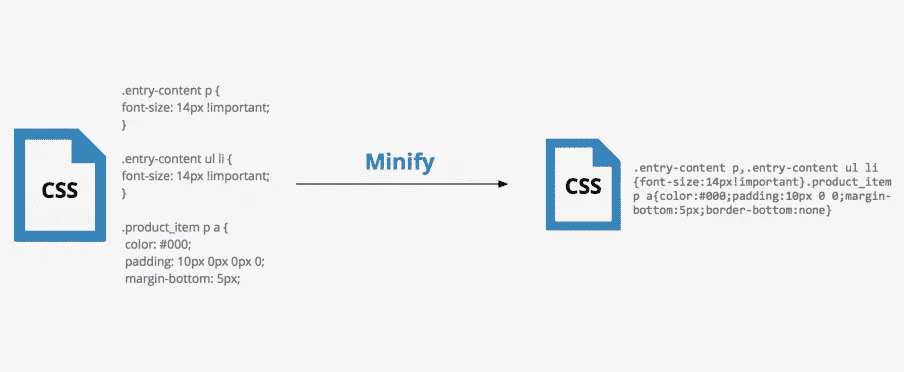 CSS
.entry-content p {
font-size: 14px !important;
}
.entry-content ul li {
font-size: 14px !important;
}
.product_item p a {
color: #000;
padding: 10px 0px 0px 0;
margin-bottom: 5px;
Minify
CSS
.entry-content p,.entry-content ul li
{font-size:14px!important}.product_item
p a{color:#000;padding:10px 0 0;margin-
bottom:5px;border-bottom:none}